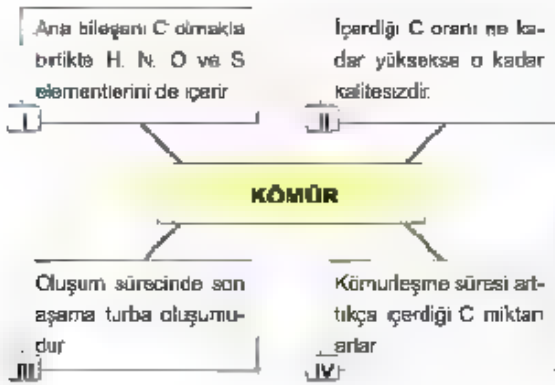 Ana bileşeni C olmakla
birlikte H, N, O ve S
elementlerini de içerir
I
İçerdiği C oranı ne ka-
dar yüksekse o kadar
kalitesizdir.
II
KÖMÜR
Oluşum sürecinde son
aşama turba oluşumu-
dur
III
Kömürleşme süresi art-
tıkça içerdiği C miktarı
artar
IV